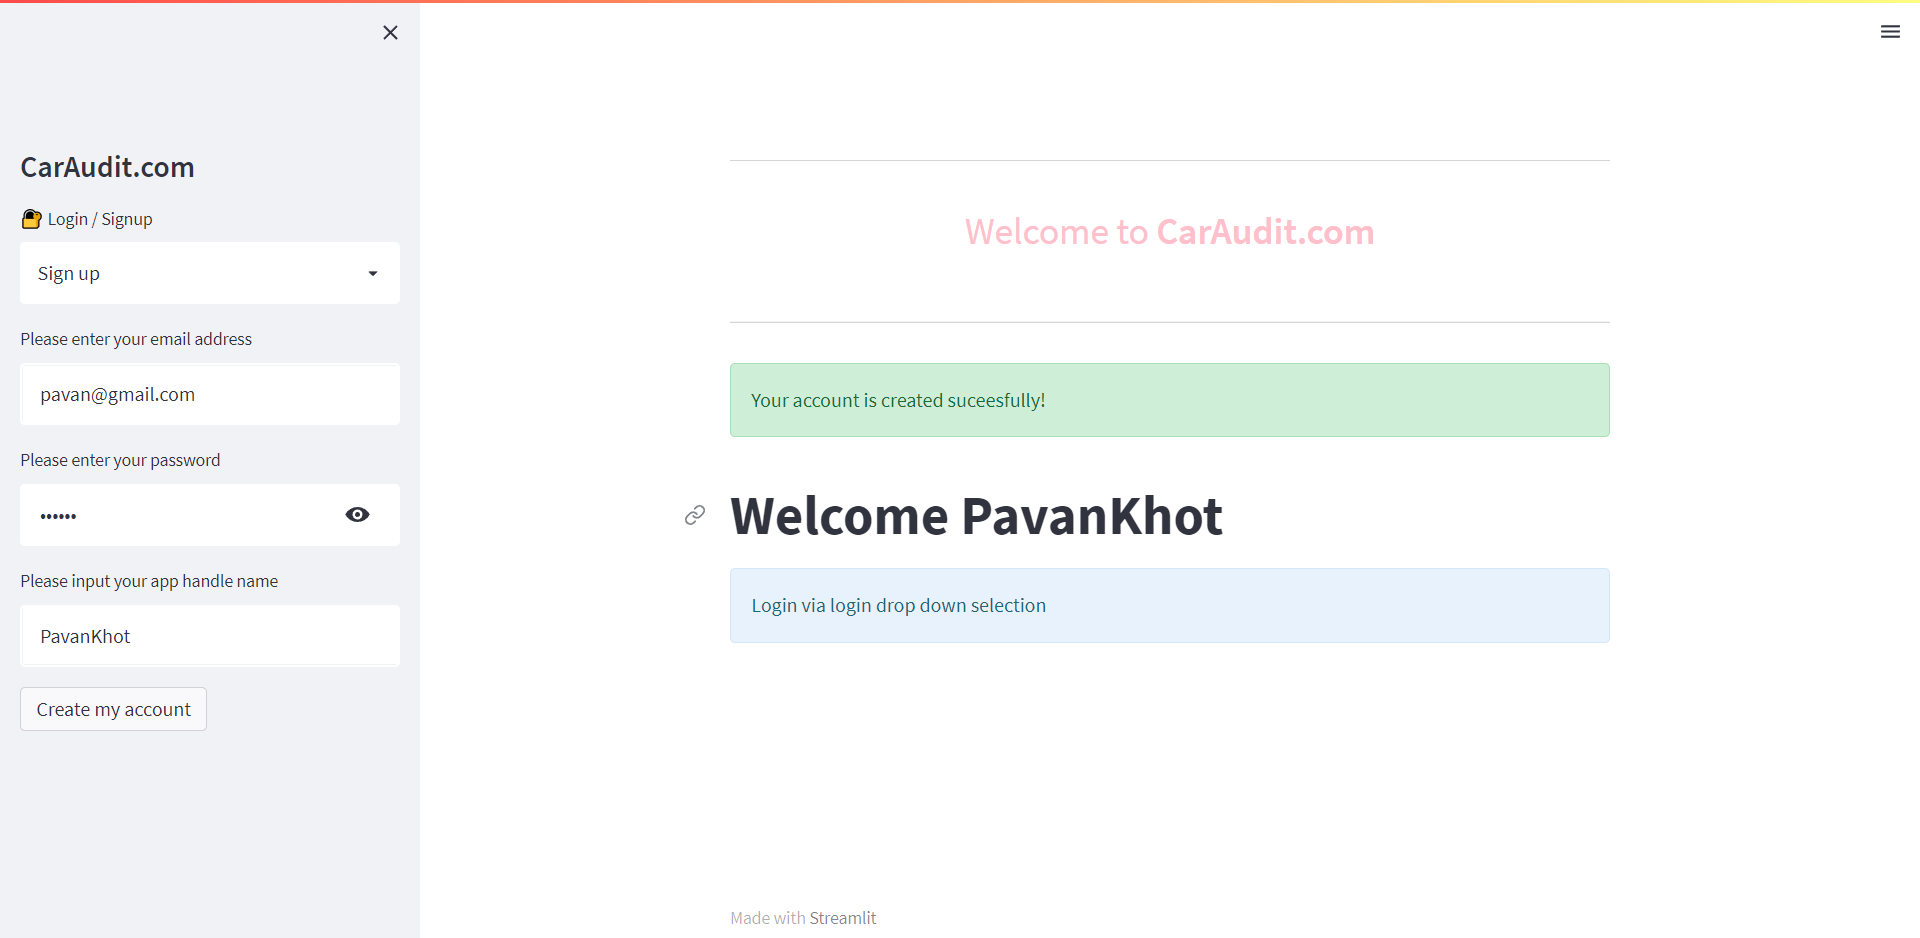 CarAudit.com
🔐 Login / Signup
Sign up
Please enter your email address
pavan@gmail.com
Please enter your password
••••••
Please input your app handle name
PavanKhot
Create my account
Welcome to CarAudit.com
Your account is created suceesfully!
Welcome PavanKhot
Login via login drop down selection
Made with Streamlit